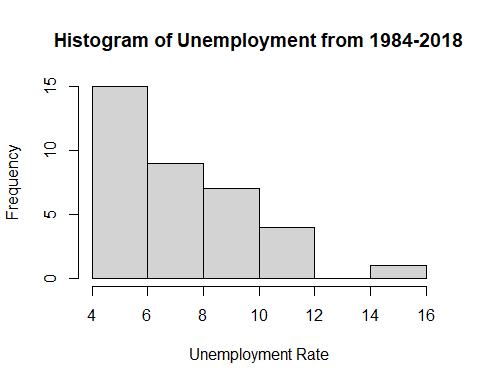 Histogram of Unemployment from 1984-2018
Frequency
15
10
5
0
4 6 8 10 12 14 16
Unemployment Rate